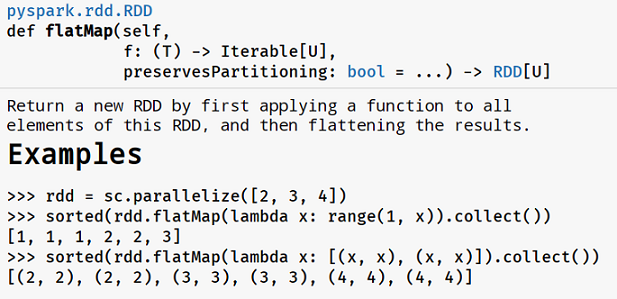 pyspark.rdd.RDD
def flatMap(self,
f: (T) -> Iterable[U],
preservesPartitioning: bool = ...) -> RDD[U]
Return a new RDD by first applying a function to all
elements of this RDD, and then flattening the results.
Examples
>>> rdd = sc.parallelize([2, 3, 4])
>>> sorted(rdd.flatMap(lambda x: range(1, x)).collect())
[1, 1, 1, 2, 2, 3]
>>> sorted(rdd.flatMap(lambda x: [(x, x), (x, x)]).collect())
[(2, 2), (2, 2), (3, 3), (3, 3), (4, 4), (4, 4)]